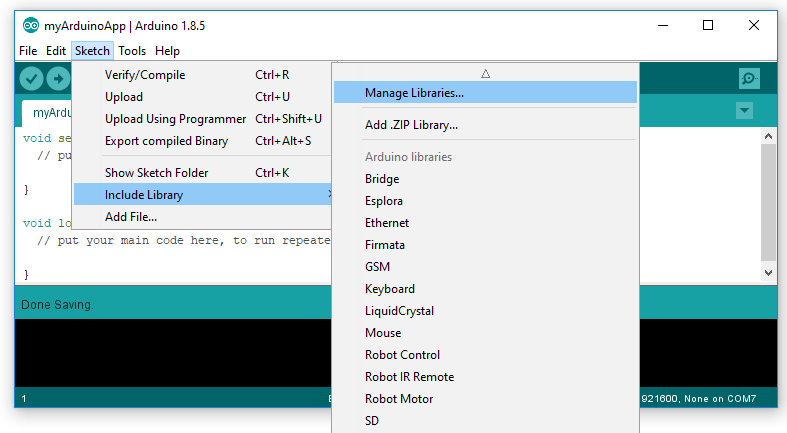 myArduinoApp | Arduino 1.8.5
File Edit Sketch Tools Help
Verify/Compile Ctrl+R
Upload Ctrl+U
Upload Using Programmer Ctrl+Shift+U
Export compiled Binary Ctrl+Alt+S
Show Sketch Folder Ctrl+K
Include Library
Add File...
Manage Libraries...
Add .ZIP Library...
Arduino libraries
Bridge
Esplora
Ethernet
Firmata
GSM
Keyboard
LiquidCrystal
Mouse
Robot Control
Robot IR Remote
Robot Motor
SD
myArdu
void se
// pu
}
void lo
// put your main code here, to run repeate
}
Done Saving.
1
921600, None on COM7